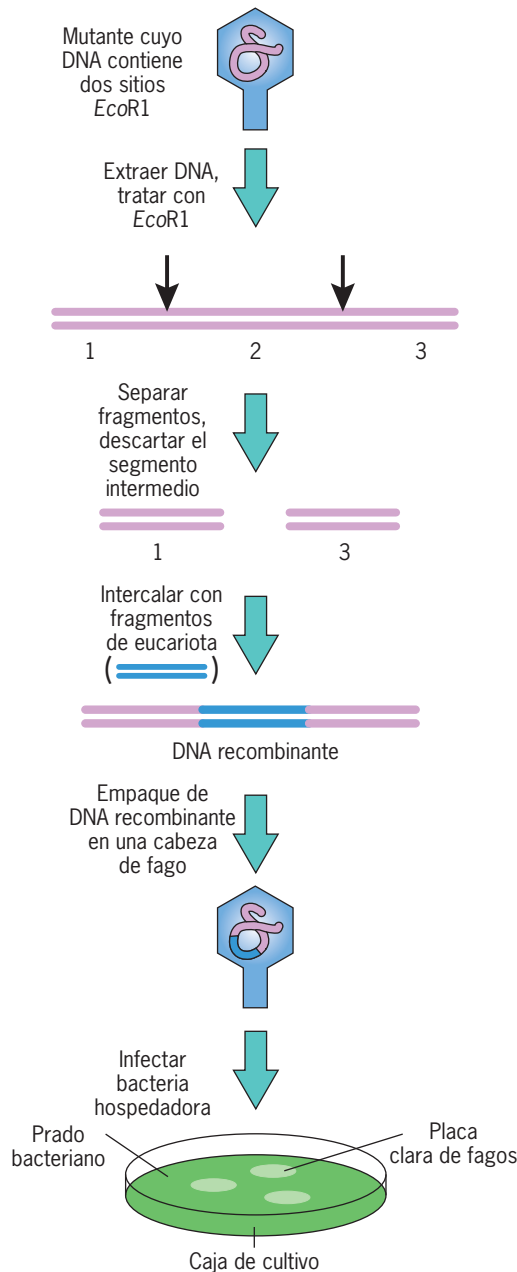 Mutante cuyo
DNA contiene
dos sitios
EcoR1
Extraer DNA,
tratar con
EcoR1
1 2 3
Separar
fragmentos,
descartar el
segmento
intermedio
1 3
Intercalar con
fragmentos
de eucariota
( )
DNA recombinante
Empaque de
DNA recombinante
en una cabeza
de fago
Infectar
bacteria
hospedadora
Prado
bacteriano
Placa
clara de fagos
Caja de cultivo